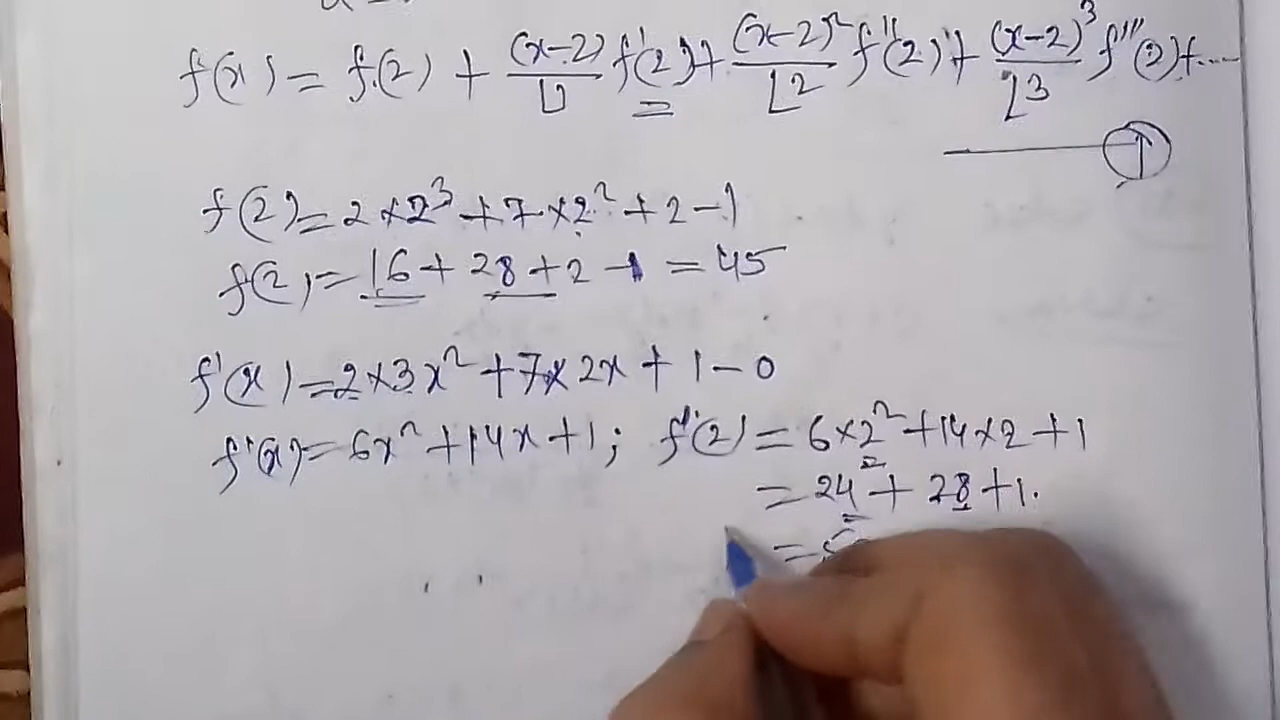 f(x) = f(2) + (x-2)/⌊1 f'(2) + (x-2)²/⌊2 f''(2) + (x-2)³/⌊3 f'''(2) + ...
①
f(2) = 2×2³ + 7×2² + 2 - 1
f(2) = 16 + 28 + 2 - 1 = 45
f'(x) = 2×3x² + 7×2x + 1 - 0
f'(x) = 6x² + 14x + 1 ; f'(2) = 6×2² + 14×2 + 1
= 24 + 28 + 1.
= 5